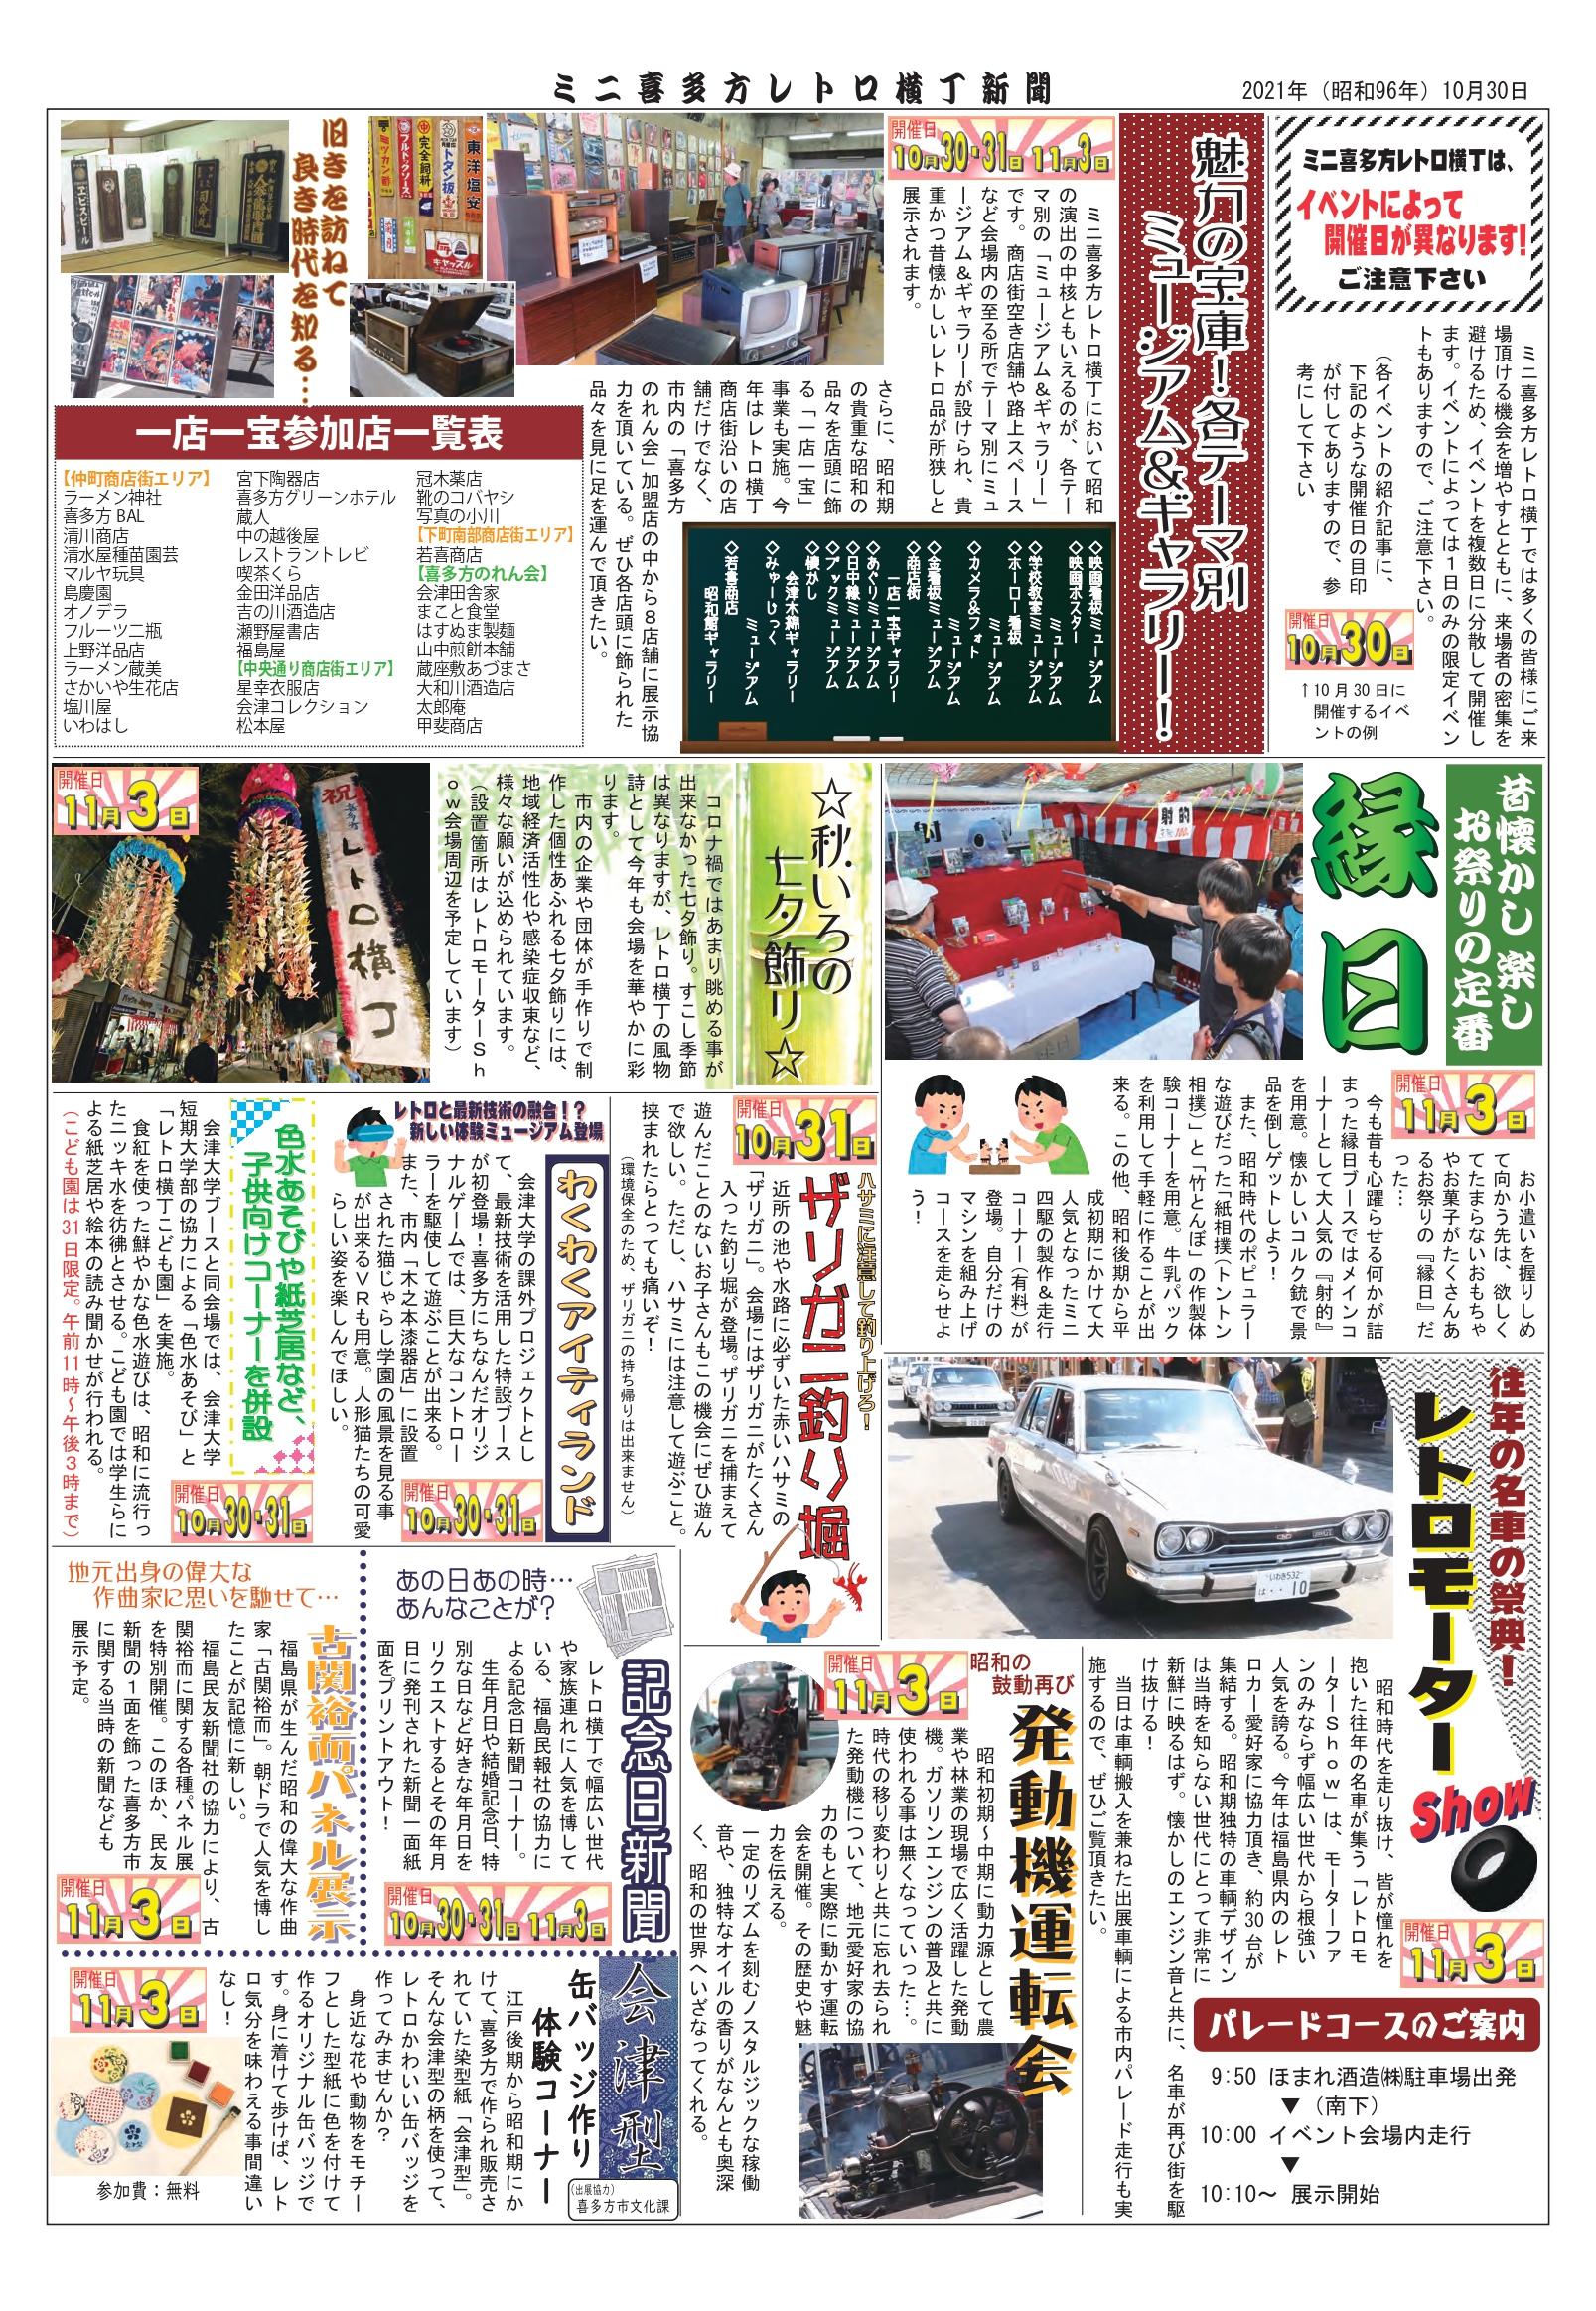 ミニ喜多方レトロ横丁新聞
2021年（昭和96年）10月30日
ミニ喜多方レトロ横丁は、
イベントによって
開催日が異なります!
ご注意下さい
　ミニ喜多方レトロ横丁では多くの皆様にご来
場頂ける機会を増やすとともに、来場者の密集を
避けるため、イベントを複数日に分散して開催し
ます。イベントによっては１日のみの限定イベン
トもありますので、ご注意下さい。
（各イベントの紹介記事に、
下記のような開催日の目印
が付してありますので、参
考にして下さい
開催日
10月30日
↑10月30日に
開催するイベ
ントの例
魅力の宝庫！各テーマ別
ミュージアム&ギャラリー！
開催日
10月30・31日 11月3日
　ミニ喜多方レトロ横丁において昭和
の演出の中核ともいえるのが、各テー
マ別の「ミュージアム＆ギャラリー」
です。商店街空き店舗や路上スペース
など会場内の至る所でテーマ別にミュ
ージアム＆ギャラリーが設けられ、貴
重かつ昔懐かしいレトロ品が所狭しと
展示されます。
さらに、昭和期
の貴重な昭和の
品々を店頭に飾
る「一店一宝」
事業も実施。今
年はレトロ横丁
商店街沿いの店
舗だけでなく、
市内の「喜多方
のれん会」加盟店の中から８店舗に展示協
力を頂いている。ぜひ各店頭に飾られた
品々を見に足を運んで頂きたい。
◇映画看板ミュージアム
◇映画ポスター
ミュージアム
◇学校教室ミュージアム
◇ホーロー看板
ミュージアム
◇カメラ＆フォト
ミュージアム
◇金看板ミュージアム
◇商店街
一店一宝ギャラリー
◇あぐりミュージアム
◇日中線ミュージアム
◇ブックミュージアム
◇懐かし
会津木綿ギャラリー
◇みゅーじっく
ミュージアム
◇若喜商店
昭和館ギャラリー
旧きを訪ねて
良き時代を知る…
一店一宝参加店一覧表
【仲町商店街エリア】
ラーメン神社
喜多方 BAL
清川商店
清水屋種苗園芸
マルヤ玩具
島慶園
オノデラ
フルーツ二瓶
上野洋品店
ラーメン蔵美
さかいや生花店
塩川屋
いわはし
宮下陶器店
喜多方グリーンホテル
蔵人
中の越後屋
レストラントレビ
喫茶くら
金田洋品店
吉の川酒造店
瀬野屋書店
福島屋
【中央通り商店街エリア】
星幸衣服店
会津コレクション
松本屋
冠木薬店
靴のコバヤシ
写真の小川
【下町南部商店街エリア】
若喜商店
【喜多方のれん会】
会津田舎家
まこと食堂
はすぬま製麺
山中煎餅本舗
蔵座敷あづまさ
大和川酒造店
太郎庵
甲斐商店
東洋塩安
トタン板
完全飼料
ブルドックソース
ミツカン酢
キャッスル
ヱビスビール
昔懐かし 楽し
お祭りの定番
縁日
射的
開催日
11月3日
　お小遣いを握りしめ
て向かう先は、欲しく
てたまらないおもちゃ
やお菓子がたくさんあ
るお祭りの『縁日』だ
った…
　今も昔も心躍らせる何かが詰
まった縁日ブースではメインコ
ーナーとして大人気の『射的』
を用意。懐かしいコルク銃で景
品を倒しゲットしよう！
　また、昭和時代のポピュラー
な遊びだった「紙相撲（トントン
相撲）」と「竹とんぼ」の作製体
験コーナーを用意。牛乳パック
を利用して手軽に作ることが出
来る。この他、昭和後期から平
成初期にかけて大
人気となったミニ
四駆の製作＆走行
コーナー（有料）が
登場。自分だけの
マシンを組み上げ
コースを走らせよ
う！
☆秋いろの
七夕飾り☆
　コロナ禍ではあまり眺める事が
出来なかった七夕飾り。すこし季節
は異なりますが、レトロ横丁の風物
詩として今年も会場を華やかに彩
ります。
　市内の企業や団体が手作りで制
作した個性あふれる七夕飾りには、
地域経済活性化や感染症収束など、
様々な願いが込められています。
（設置箇所はレトロモーターＳｈ
ｏｗ会場周辺を予定しています）
開催日
11月3日
祝
レトロ横丁
開催日
10月31日
ハサミに注意して釣り上げろ！
ザリガニ釣り堀
　近所の池や水路に必ずいた赤いハサミの
「ザリガニ」。会場にはザリガニがたくさん
入った釣り堀が登場。ザリガニを捕まえて
遊んだことのないお子さんもこの機会にぜひ遊ん
で欲しい。ただし、ハサミには注意して遊ぶこと。
挟まれたらとっても痛いぞ！
（環境保全のため、ザリガニの持ち帰りは出来ません）
レトロと最新技術の融合！？
新しい体験ミュージアム登場
わくわくアイティランド
　会津大学の課外プロジェクトとし
て、最新技術を活用した特設ブース
が初登場！喜多方にちなんだオリジ
ナルゲームでは、巨大なコントロー
ラーを駆使して遊ぶことが出来る。
また、市内「木之本漆器店」に設置
された猫じゃらし学園の風景を見る事
が出来るＶＲも用意。人形猫たちの可愛
らしい姿を楽しんでほしい。
開催日
10月30・31日
色水あそびや紙芝居など、
子供向けコーナーを併設
　会津大学ブースと同会場では、会津大学
短期大学部の協力による「色水あそび」と
「レトロ横丁こども園」を実施。
　食紅を使った鮮やかな色水遊びは、昭和に流行っ
たニッキ水を彷彿とさせる。こども園では学生らに
よる紙芝居や絵本の読み聞かせが行われる。
（こども園は31日限定。午前11時～午後３時まで）
開催日
10月30・31日
往年の名車の祭典！
レトロモーター
Show
いわき532
は・・10
開催日
11月3日
　昭和時代を走り抜け、皆が憧れを
抱いた往年の名車が集う「レトロモ
ーターＳｈｏｗ」は、モーターファ
ンのみならず幅広い世代から根強い
人気を誇る。今年は福島県内のレト
ロカー愛好家に協力頂き、約30台が
集結する。昭和期独特の車輌デザイン
は当時を知らない世代にとって非常に
新鮮に映るはず。懐かしのエンジン音と共に、名車が再び街を駆
け抜ける！
　当日は車輌搬入を兼ねた出展車輌による市内パレード走行も実
施するので、ぜひご覧頂きたい。
パレードコースのご案内
9:50 ほまれ酒造㈱駐車場出発
▼（南下）
10:00 イベント会場内走行
▼
10:10～ 展示開始
昭和の
鼓動再び
発動機運転会
開催日
11月3日
　昭和初期～中期に動力源として農
業や林業の現場で広く活躍した発動
機。ガソリンエンジンの普及と共に
使われる事は無くなっていった…。
時代の移り変わりと共に忘れ去られ
た発動機について、地元愛好家の協
力のもと実際に動かす運転
会を開催。その歴史や魅
力を伝える。
　一定のリズムを刻むノスタルジックな稼働
音や、独特なオイルの香りがなんとも奥深
く、昭和の世界へいざなってくれる。
あの日あの時…
あんなことが？
記念日新聞
　レトロ横丁で幅広い世代
や家族連れに人気を博して
いる、福島民報社の協力に
よる記念日新聞コーナー。
　生年月日や結婚記念日、特
別な日など好きな年月日を
リクエストするとその年月
日に発刊された新聞一面紙
面をプリントアウト！
開催日
10月30・31日 11月3日
地元出身の偉大な
作曲家に思いを馳せて…
古関裕而パネル展示
　福島県が生んだ昭和の偉大な作曲
家「古関裕而」。朝ドラで人気を博し
たことが記憶に新しい。
　福島民友新聞社の協力により、古
関裕而に関する各種パネル展
を特別開催。このほか、民友
新聞の１面を飾った喜多方市
に関する当時の新聞なども
展示予定。
開催日
11月3日
会津型
缶バッジ作り
体験コーナー
（出展協力）
喜多方市文化課
　江戸後期から昭和期にか
けて、喜多方で作られ販売さ
れていた染型紙「会津型」。
そんな会津型の柄を使って、
レトロかわいい缶バッジを
作ってみませんか？
　身近な花や動物をモチー
フとした型紙に色を付けて
作るオリジナル缶バッジで
す。身に着けて歩けば、レト
ロ気分を味わえる事間違い
なし！
開催日
11月3日
参加費：無料